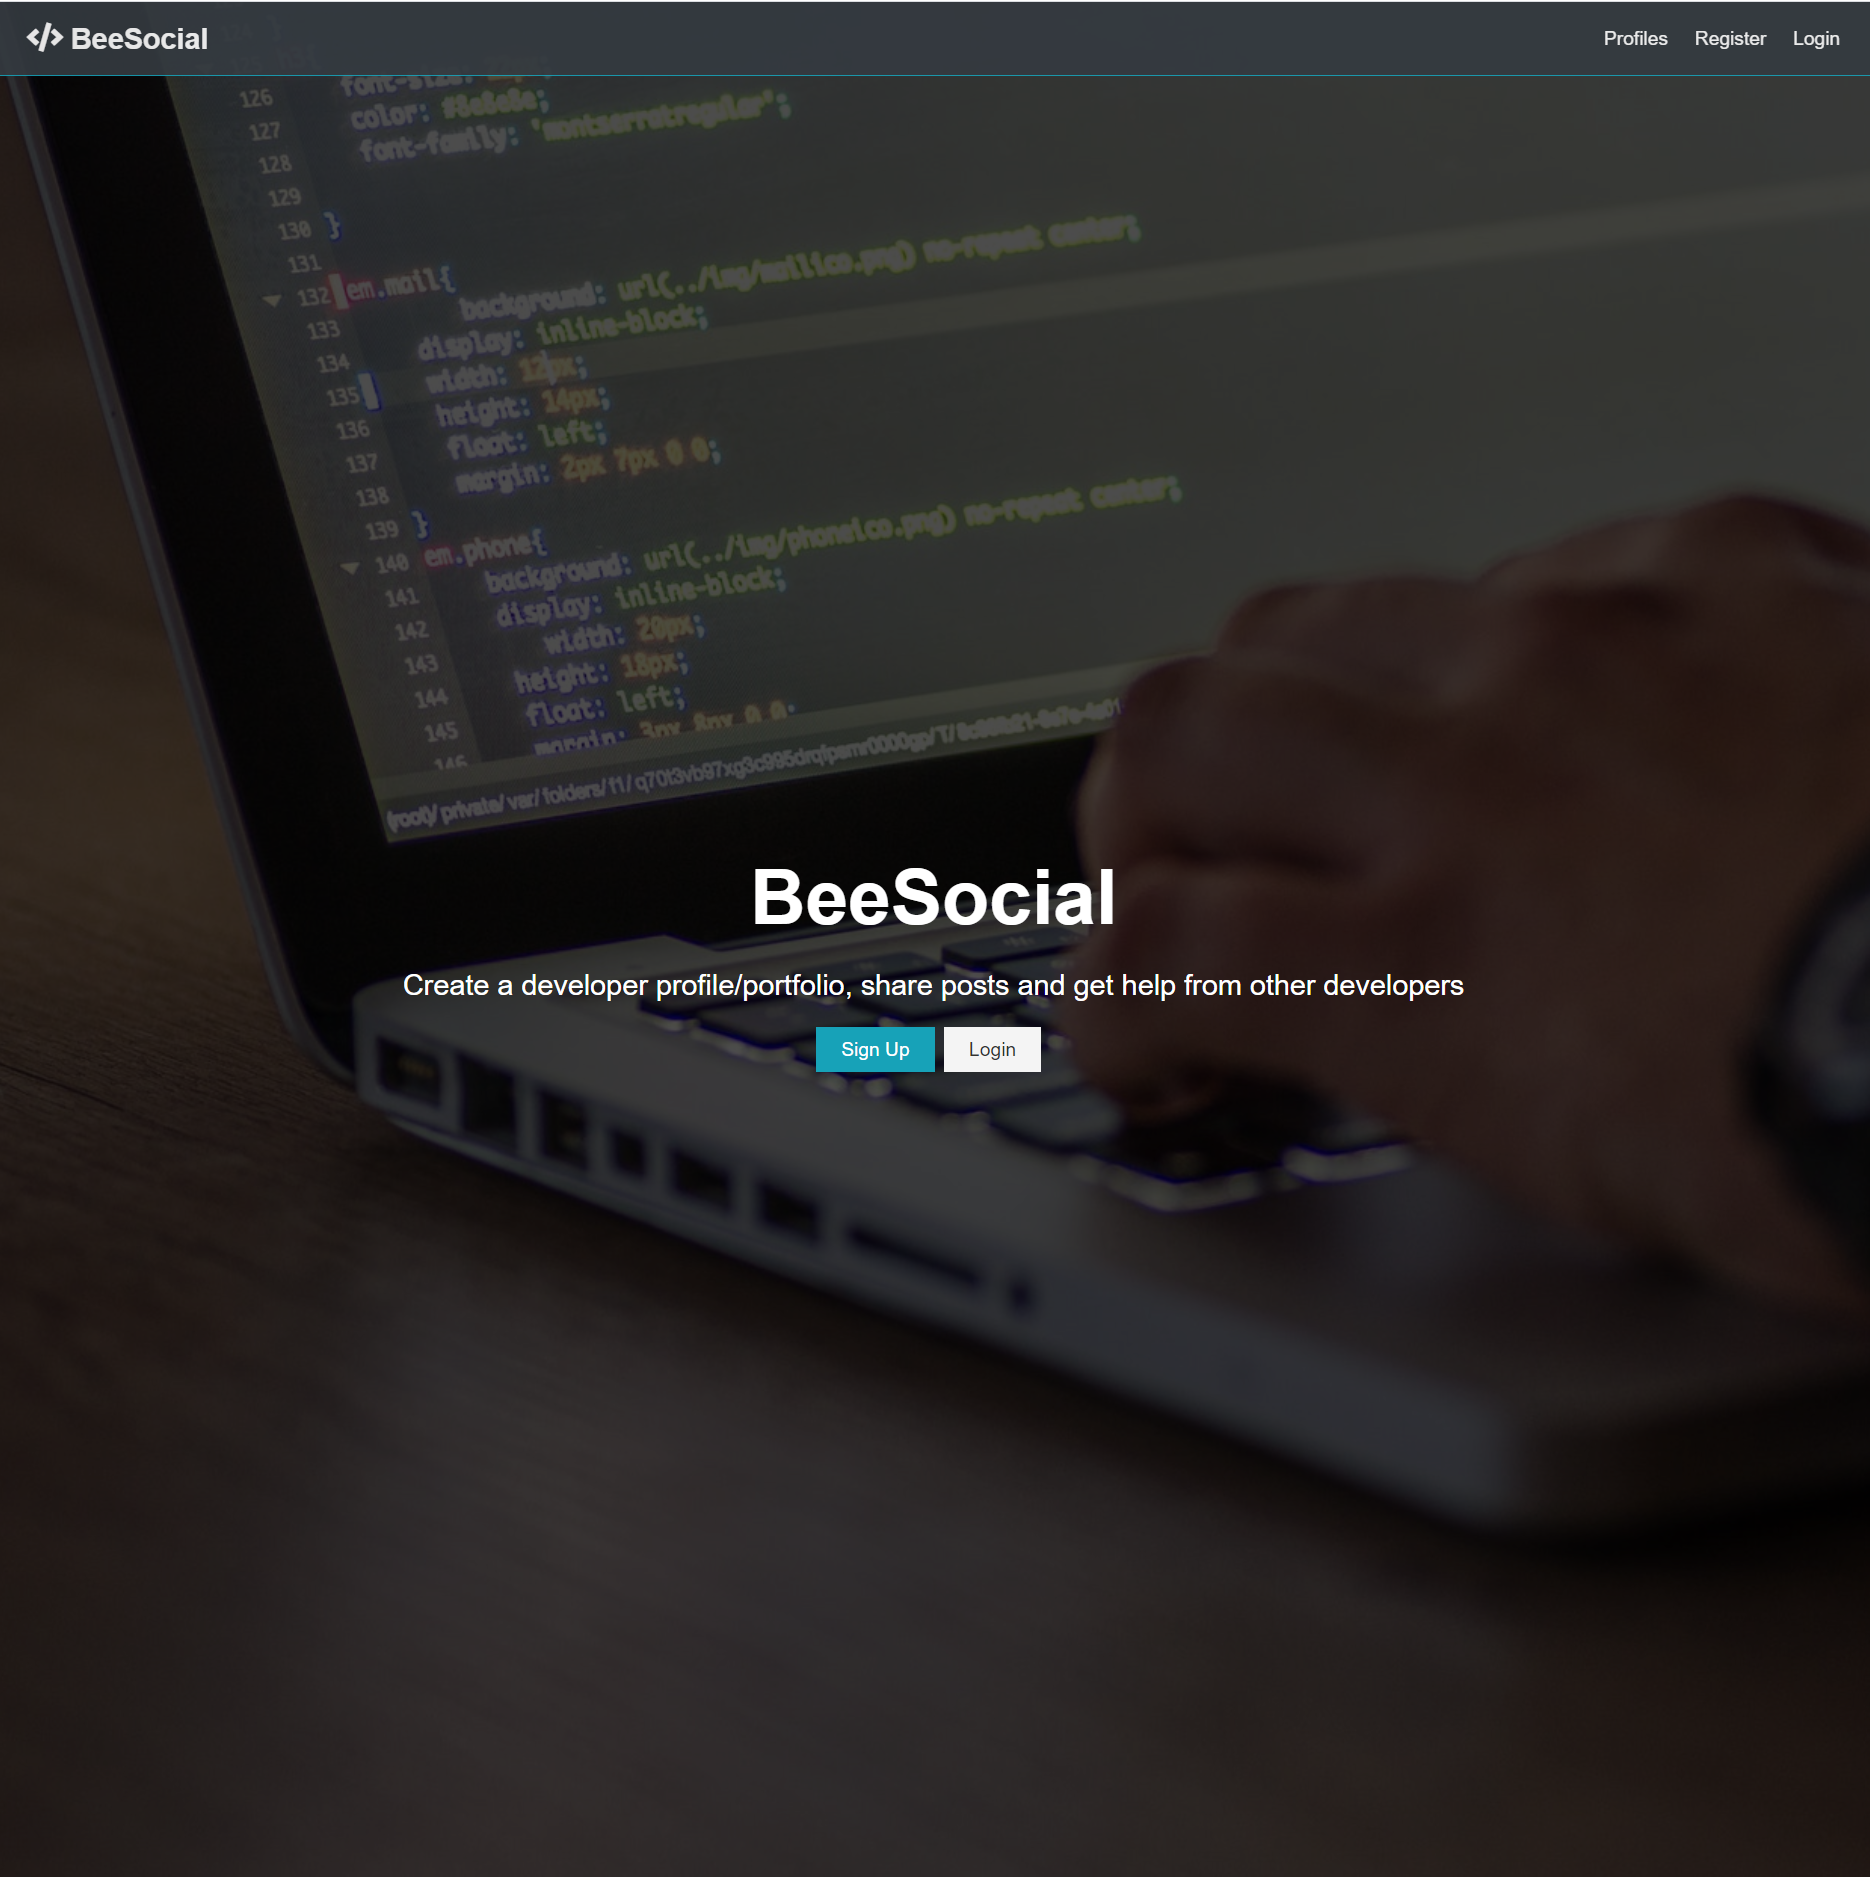 BeeSocial
Profiles Register Login
font-size:
126 color: #8e8e8e;
127 font-family: 'montserratregular';
128
129
130 }
131
132 em.mail{
133 background: url(../img/mailico.png) no-repeat center;
134 display: inline-block;
135 width: 12px;
136 height: 14px;
137 float: left;
138 margin: 2px 7px 0 0;
139 }
140 em.phone{
141 background: url(../img/phoneico.png) no-repeat center;
142 display: inline-block;
143 width: 20px;
144 height: 18px;
145 float: left;
146 margin: 3px 8px 0 0;
(root)/private/var/folders/f1/
BeeSocial
Create a developer profile/portfolio, share posts and get help from other developers
Sign Up Login